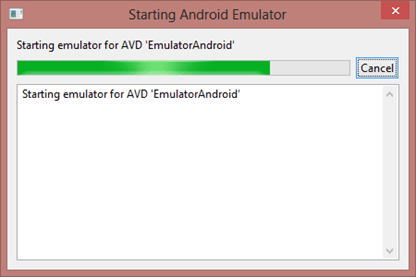 Starting Android Emulator
Starting emulator for AVD 'EmulatorAndroid'
Cancel
Starting emulator for AVD 'EmulatorAndroid'